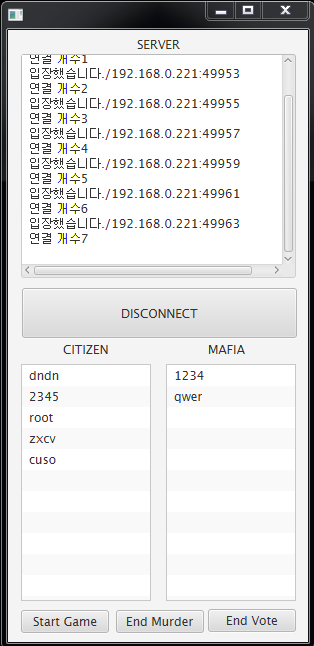 SERVER
연결 개수1
입장했습니다./192.168.0.221:49953
연결 개수2
입장했습니다./192.168.0.221:49955
연결 개수3
입장했습니다./192.168.0.221:49957
연결 개수4
입장했습니다./192.168.0.221:49959
연결 개수5
입장했습니다./192.168.0.221:49961
연결 개수6
입장했습니다./192.168.0.221:49963
연결 개수7
DISCONNECT
CITIZEN MAFIA
dndn 1234
2345 qwer
root
zxcv
cuso
Start Game End Murder End Vote